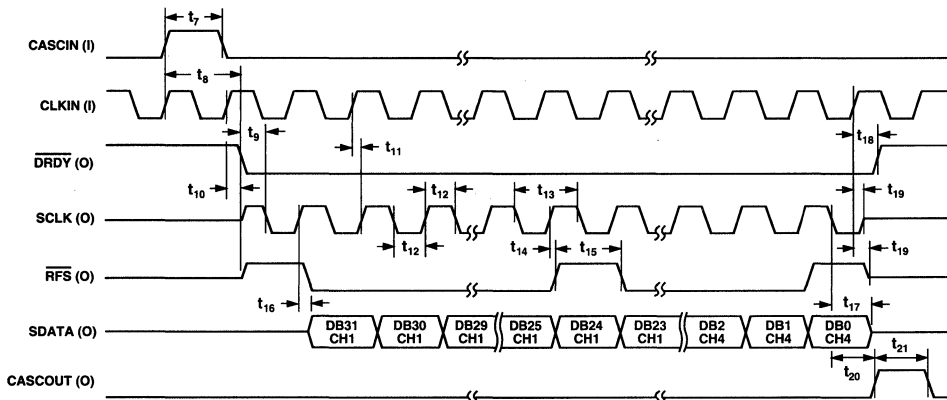 t7
CASCIN (I)
t8
CLKIN (I)
t9
t11
t18
DRDY (O)
t10
t12
t13
t19
SCLK (O)
t12
t14
t15
t19
RFS (O)
t16
t17
SDATA (O)
DB31 CH1
DB30 CH1
DB29 CH1
DB25 CH1
DB24 CH1
DB23 CH1
DB2 CH4
DB1 CH4
DB0 CH4
t20
t21
CASCOUT (O)